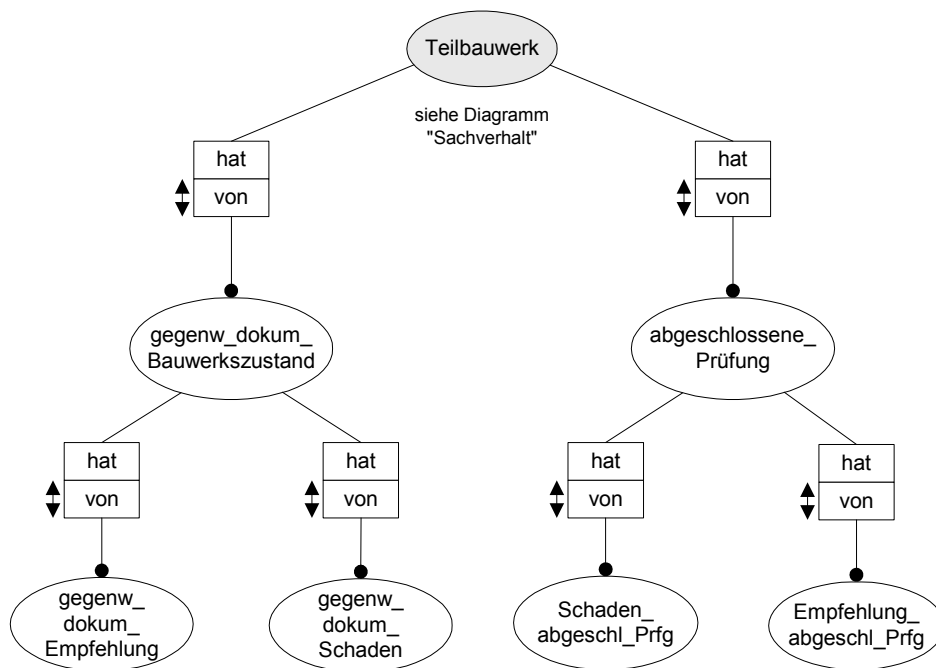 Teilbauwerk
siehe Diagramm
"Sachverhalt"
hat
von
hat
von
gegenw_dokum_
Bauwerkszustand
abgeschlossene_
Prüfung
hat
von
hat
von
hat
von
hat
von
gegenw_
dokum_
Empfehlung
gegenw_
dokum_
Schaden
Schaden_
abgeschl_Prfg
Empfehlung_
abgeschl_Prfg